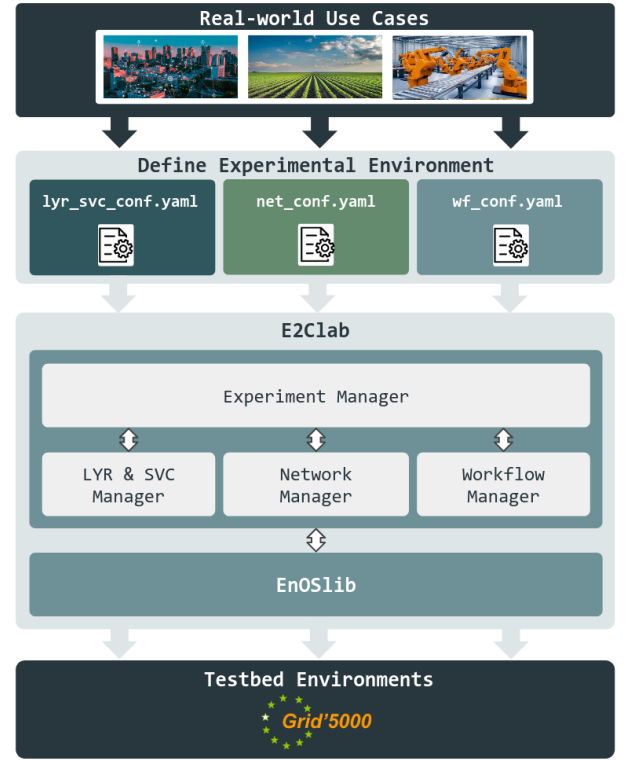 Real-world Use Cases
Define Experimental Environment
lyr_svc_conf.yaml
net_conf.yaml
wf_conf.yaml
E2Clab
Experiment Manager
LYR & SVC
Manager
Network
Manager
Workflow
Manager
EnOSlib
Testbed Environments
Grid'5000